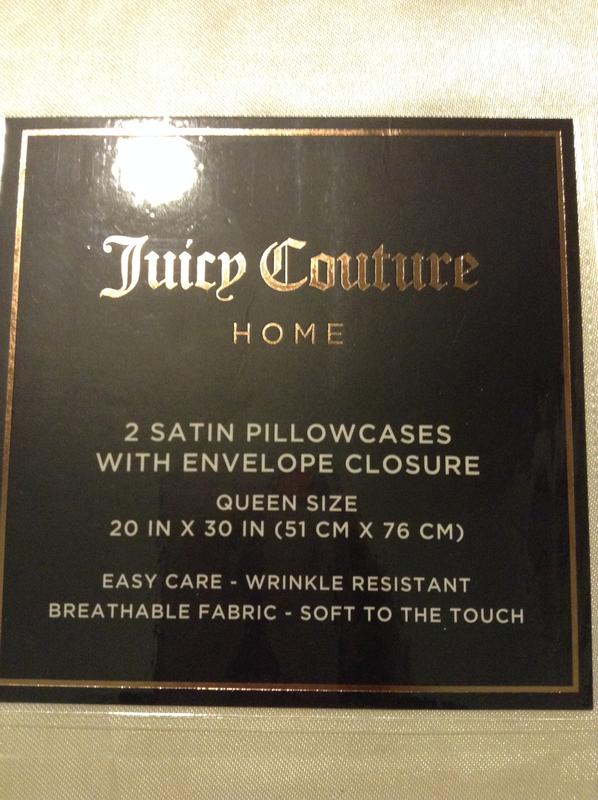 Juicy Couture
HOME
2 SATIN PILLOWCASES
WITH ENVELOPE CLOSURE
QUEEN SIZE
20 IN X 30 IN (51 CM X 76 CM)
EASY CARE - WRINKLE RESISTANT
BREATHABLE FABRIC - SOFT TO THE TOUCH